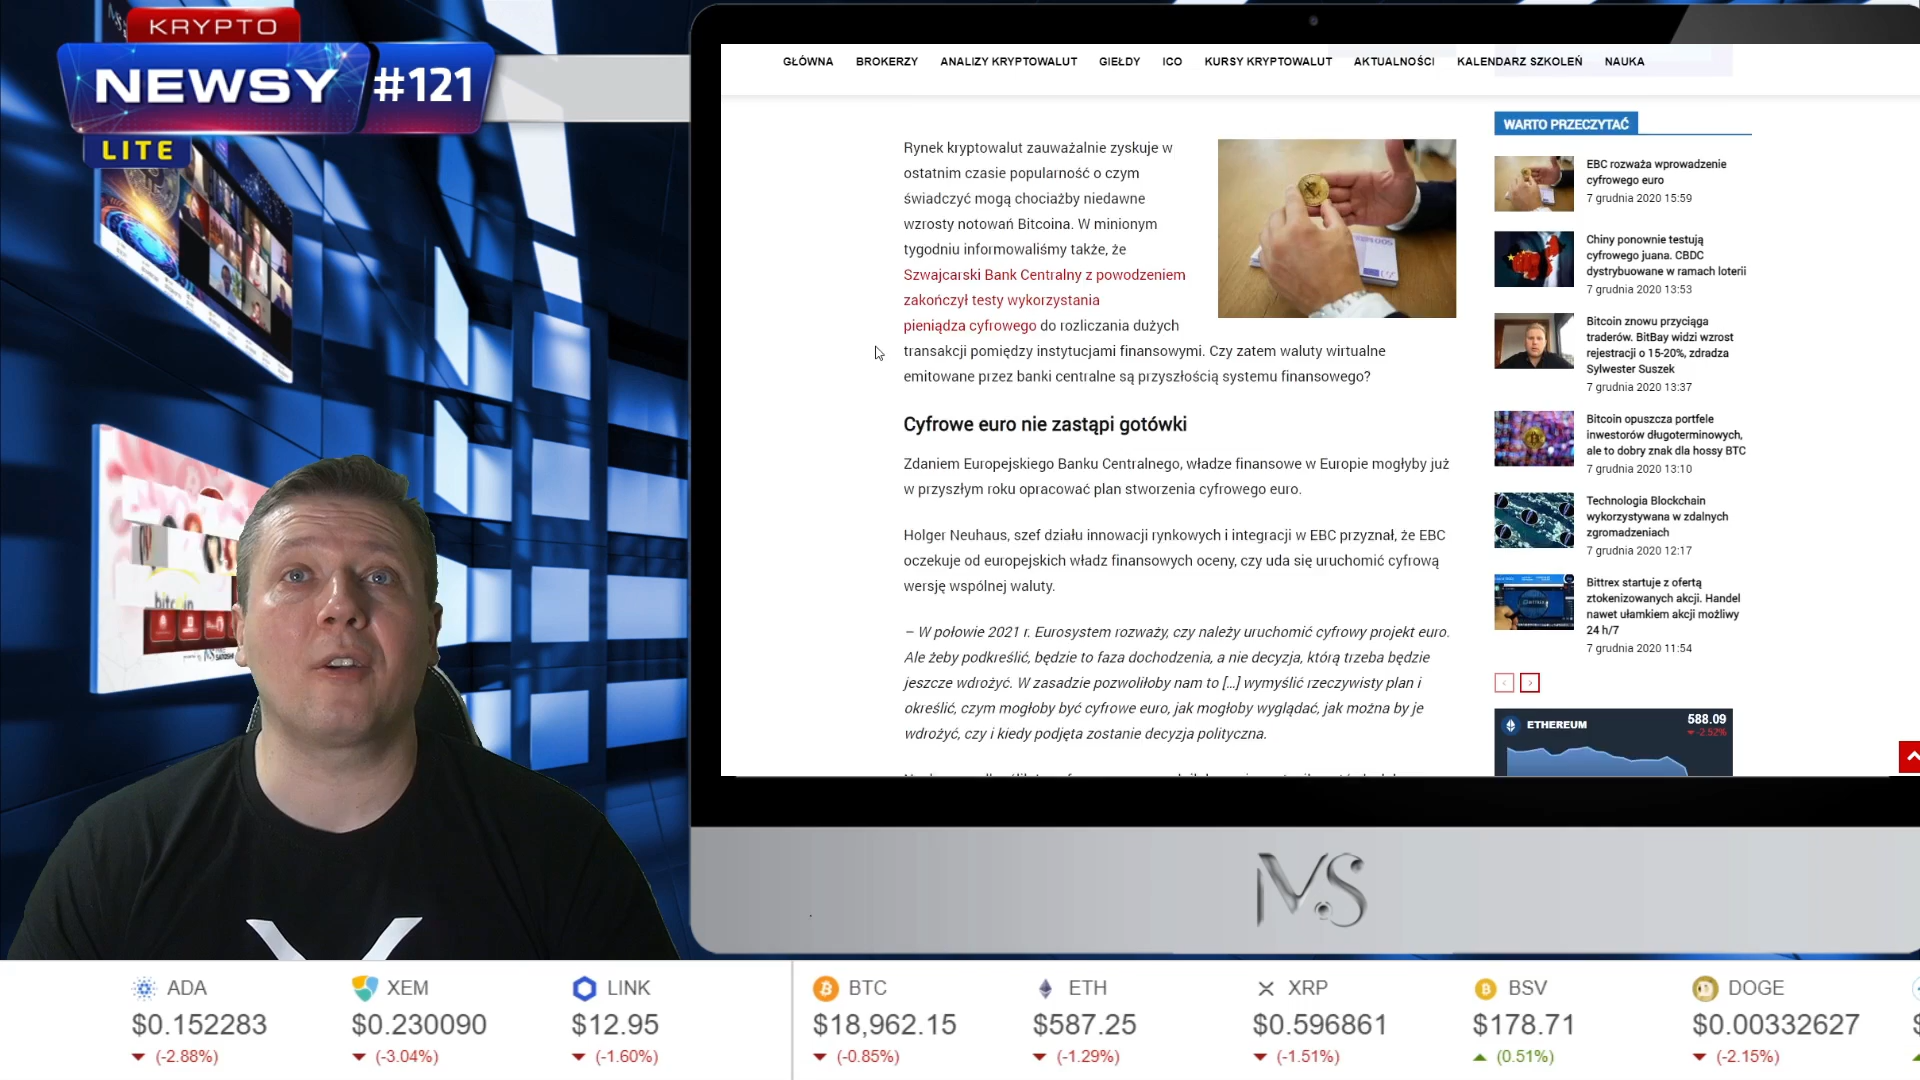 KRYPTO
NEWSY #121
LITE
GŁÓWNA BROKERZY ANALIZY KRYPTOWALUT GIEŁDY ICO KURSY KRYPTOWALUT AKTUALNOŚCI KALENDARZ SZKOLEŃ NAUKA
Rynek kryptowalut zauważalnie zyskuje w
ostatnim czasie popularność o czym
świadczyć mogą chociażby niedawne
wzrosty notowań Bitcoina. W minionym
tygodniu informowaliśmy także, że
Szwajcarski Bank Centralny z powodzeniem
zakończył testy wykorzystania
pieniądza cyfrowego do rozliczania dużych
transakcji pomiędzy instytucjami finansowymi. Czy zatem waluty wirtualne
emitowane przez banki centralne są przyszłością systemu finansowego?
Cyfrowe euro nie zastąpi gotówki
Zdaniem Europejskiego Banku Centralnego, władze finansowe w Europie mogłyby już
w przyszłym roku opracować plan stworzenia cyfrowego euro.
Holger Neuhaus, szef działu innowacji rynkowych i integracji w EBC przyznał, że EBC
oczekuje od europejskich władz finansowych oceny, czy uda się uruchomić cyfrową
wersję wspólnej waluty.
– W połowie 2021 r. Eurosystem rozważy, czy należy uruchomić cyfrowy projekt euro.
Ale żeby podkreślić, będzie to faza dochodzenia, a nie decyzja, którą trzeba będzie
jeszcze wdrożyć. W zasadzie pozwoliłoby nam to [...] wymyślić rzeczywisty plan i
określić, czym mogłoby być cyfrowe euro, jak mogłoby wyglądać, jak można by je
wdrożyć, czy i kiedy podjęta zostanie decyzja polityczna.
WARTO PRZECZYTAĆ
EBC rozważa wprowadzenie
cyfrowego euro
7 grudnia 2020 15:59
Chiny ponownie testują
cyfrowego juana. CBDC
dystrybuowane w ramach loterii
7 grudnia 2020 13:53
Bitcoin znowu przyciąga
traderów. BitBay widzi wzrost
rejestracji o 15-20%, zdradza
Sylwester Suszek
7 grudnia 2020 13:37
Bitcoin opuszcza portfele
inwestorów długoterminowych,
ale to dobry znak dla hossy BTC
7 grudnia 2020 13:10
Technologia Blockchain
wykorzystywana w zdalnych
zgromadzeniach
7 grudnia 2020 12:17
Bittrex startuje z ofertą
ztokenizowanych akcji. Handel
nawet ułamkiem akcji możliwy
24 h/7
7 grudnia 2020 11:54
ETHEREUM 588.09
-2.52%
MS
ADA XEM LINK BTC ETH XRP BSV DOGE
$0.152283 $0.230090 $12.95 $18,962.15 $587.25 $0.596861 $178.71 $0.00332627
(-2.88%) (-3.04%) (-1.60%) (-0.85%) (-1.29%) (-1.51%) (0.51%) (-2.15%)